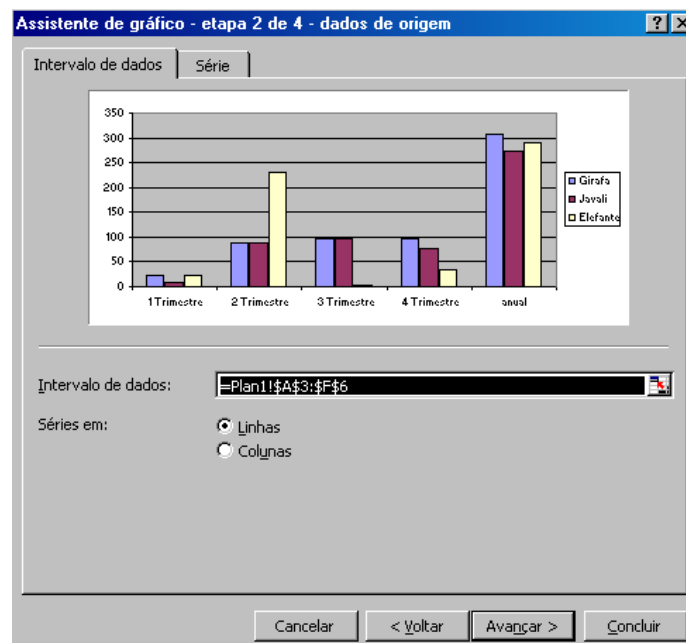 Assistente de gráfico - etapa 2 de 4 - dados de origem
Intervalo de dados
Série
350
300
250
200
150
100
50
0
1 Trimestre 2 Trimestre 3 Trimestre 4 Trimestre anual
Girafa
Javali
Elefante
Intervalo de dados: =Plan1!$A$3:$F$6
Séries em: Linhas
Colunas
Cancelar < Voltar Avançar > Concluir